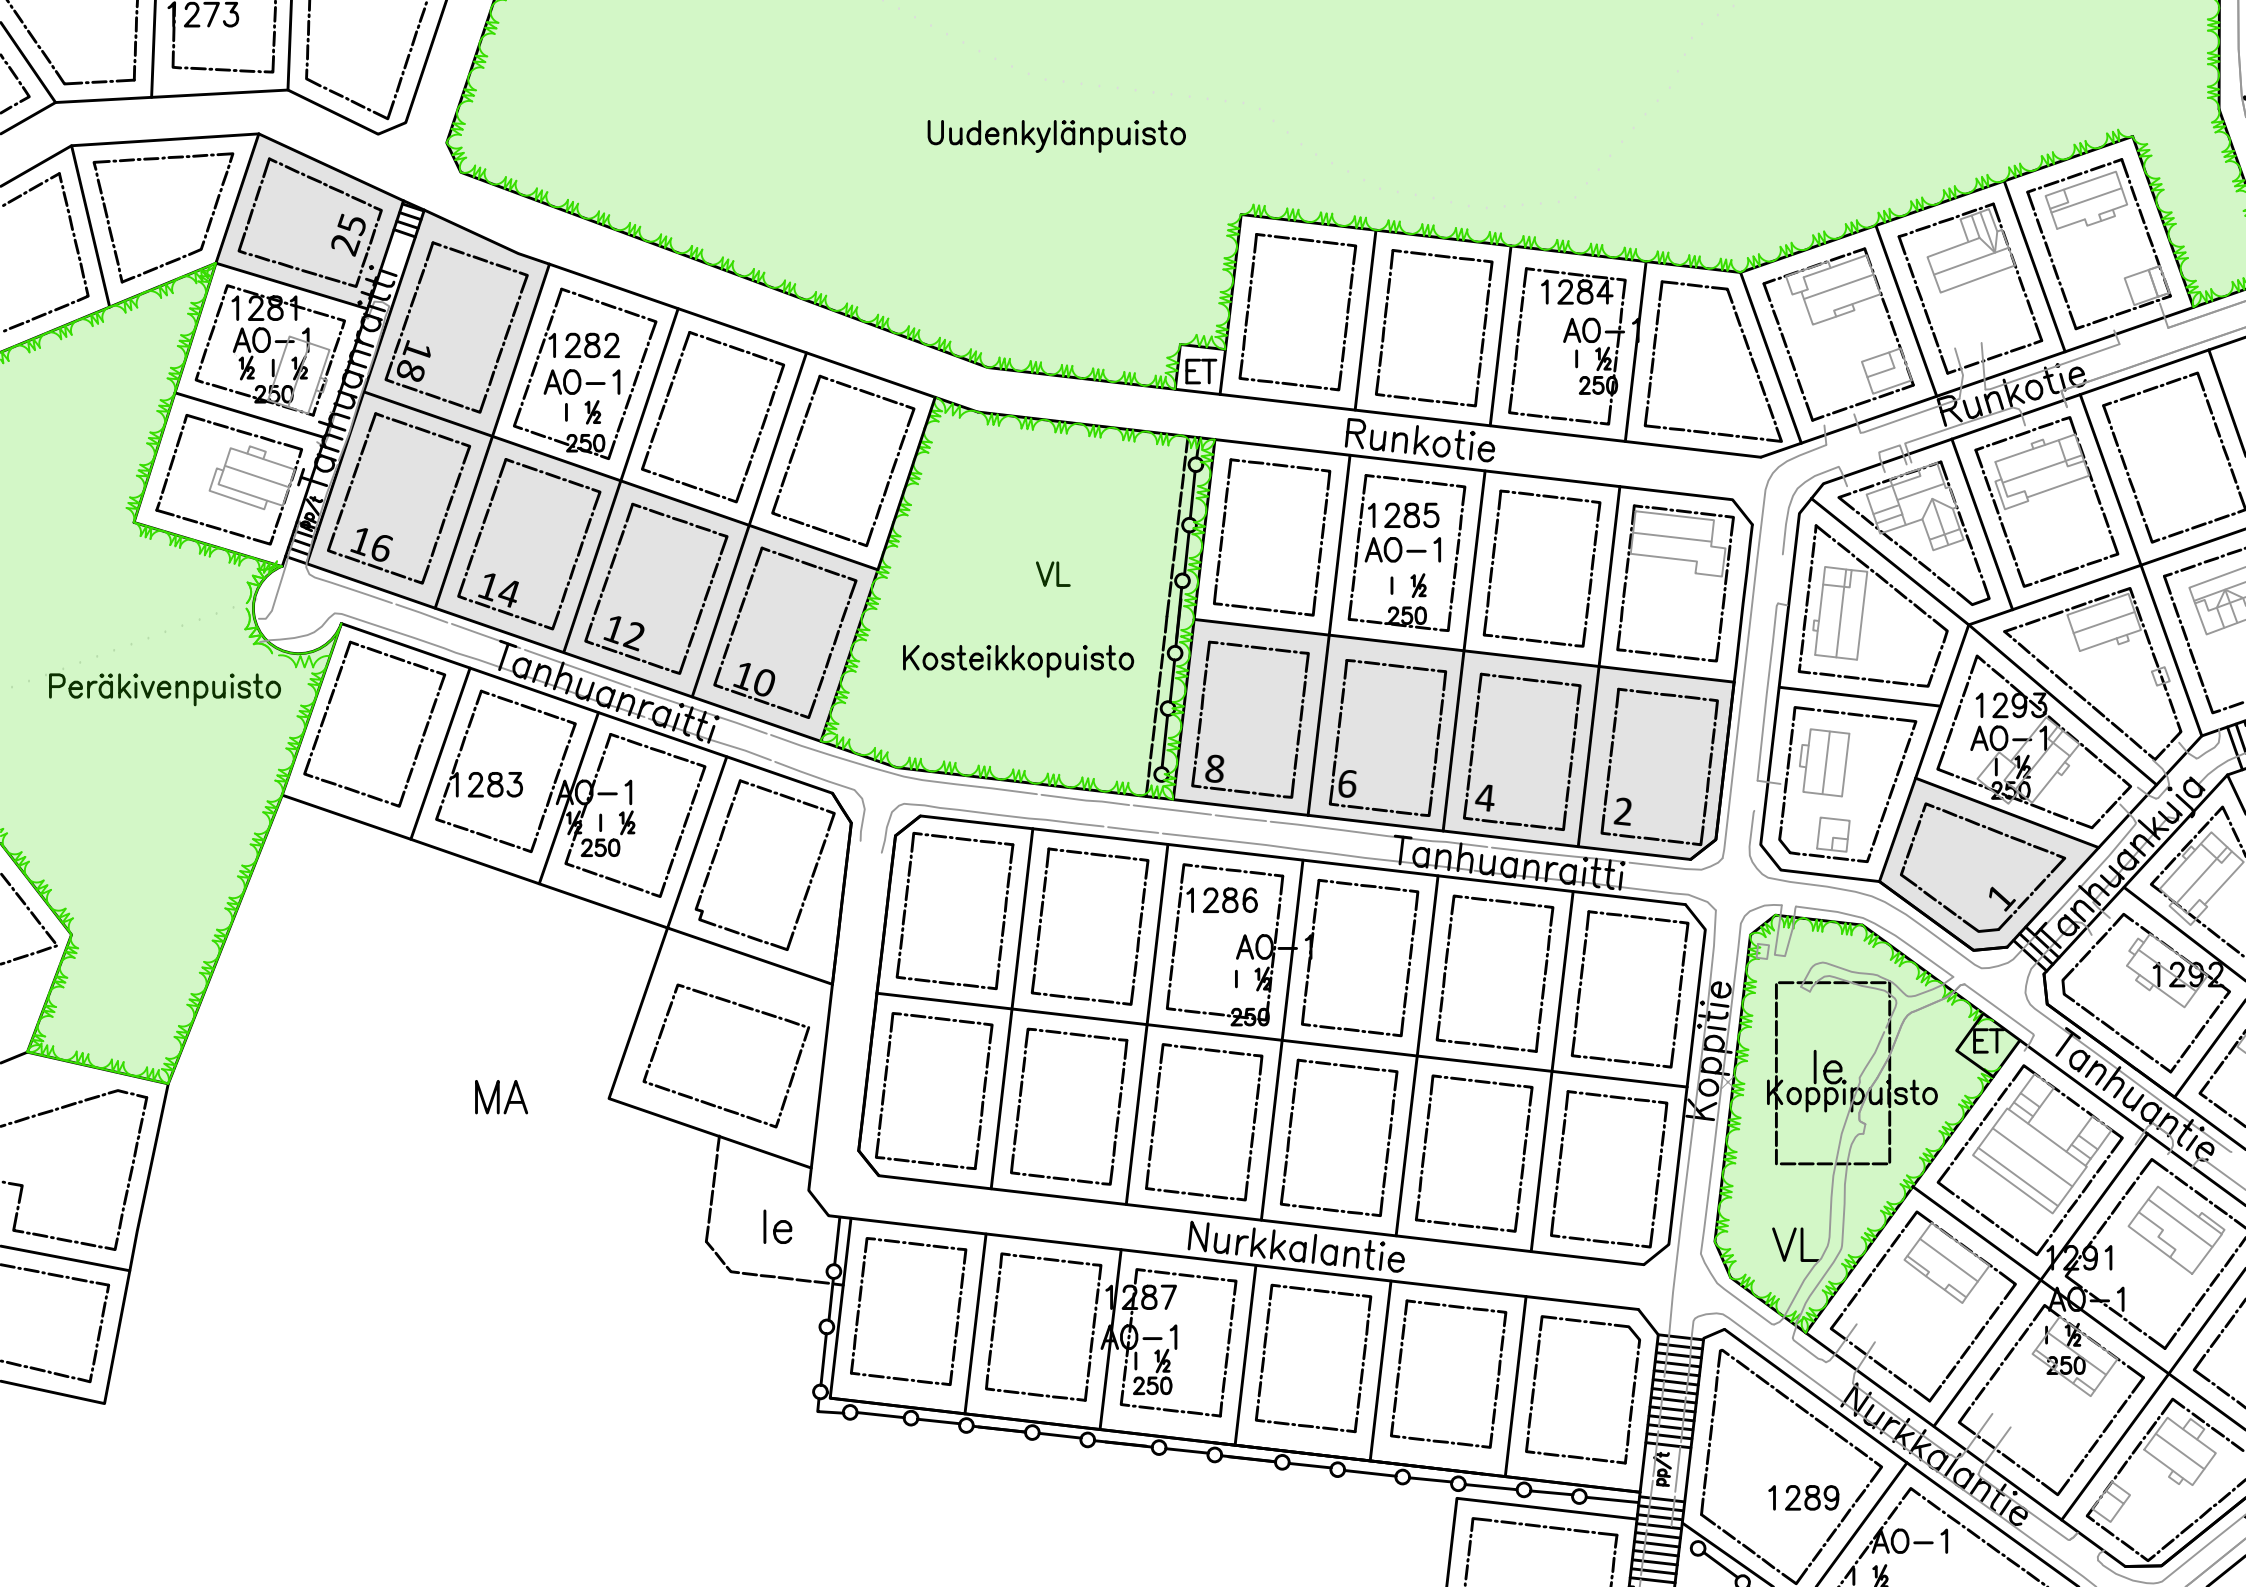 1273
Uudenkylänpuisto
25
1281
AO-1
½ I ½
250
Tanhuanraitti
pp/t
18
1282
AO-1
I ½
250
ET
1284
AO-1
I ½
250
Runkotie
Runkotie
16
14
12
10
VL
Kosteikkopuisto
1285
AO-1
I ½
250
Peräkivenpuisto
Tanhuanraitti
1283
AO-1
½ I ½
250
8
6
4
2
1293
AO-1
I ½
250
1
Tanhuankuja
Tanhuanraitti
1286
AO-1
I ½
250
1292
Koppitie
ET
le
Koppipuisto
Tanhuantie
MA
le
VL
Nurkkalantie
1291
AO-1
I ½
250
1287
AO-1
I ½
250
pp/t
Nurkkalantie
1289
AO-1
I ½